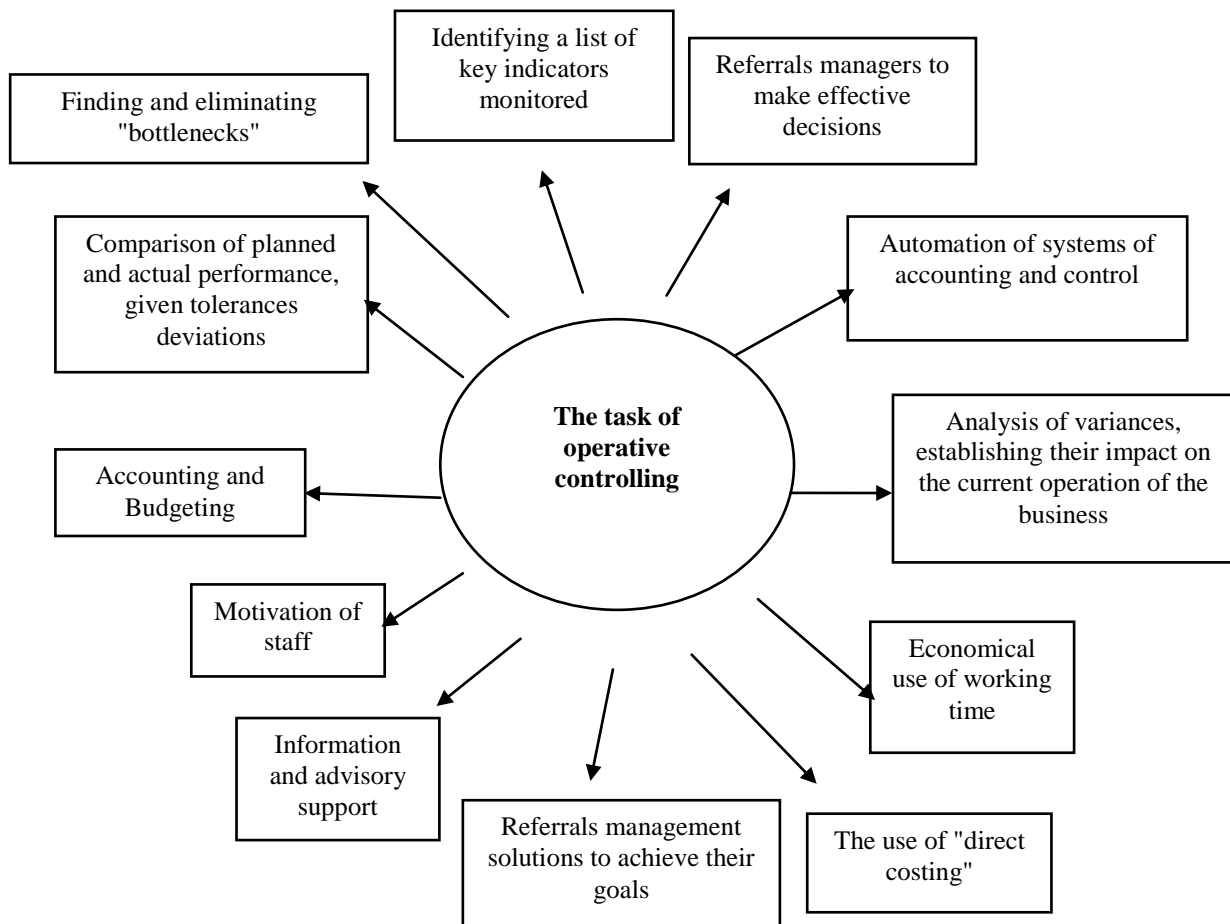 Identifying a list of
key indicators
monitored
Referrals managers to
make effective
decisions
Finding and eliminating
"bottlenecks"
Comparison of planned
and actual performance,
given tolerances
deviations
Automation of systems of
accounting and control
The task of
operative
controlling
Analysis of variances,
establishing their impact on
the current operation of the
business
Accounting and
Budgeting
Motivation of
staff
Economical
use of working
time
Information
and advisory
support
Referrals management
solutions to achieve their
goals
The use of "direct
costing"